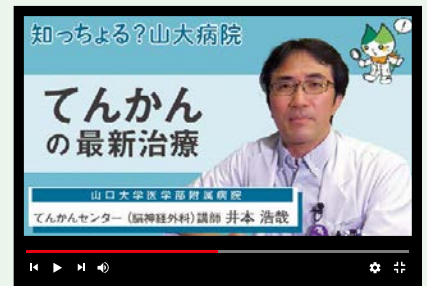 知っちょる？山大病院
てんかん
の最新治療
山口大学医学部附属病院
てんかんセンター（脳神経外科）講師 井本 浩哉